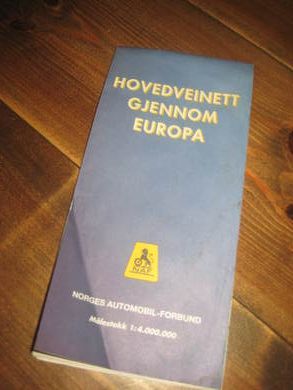 HOVEDVEINETT
GJENNOM
EUROPA
NAF
NORGES AUTOMOBIL-FORBUND
Målestokk 1:4.000.000